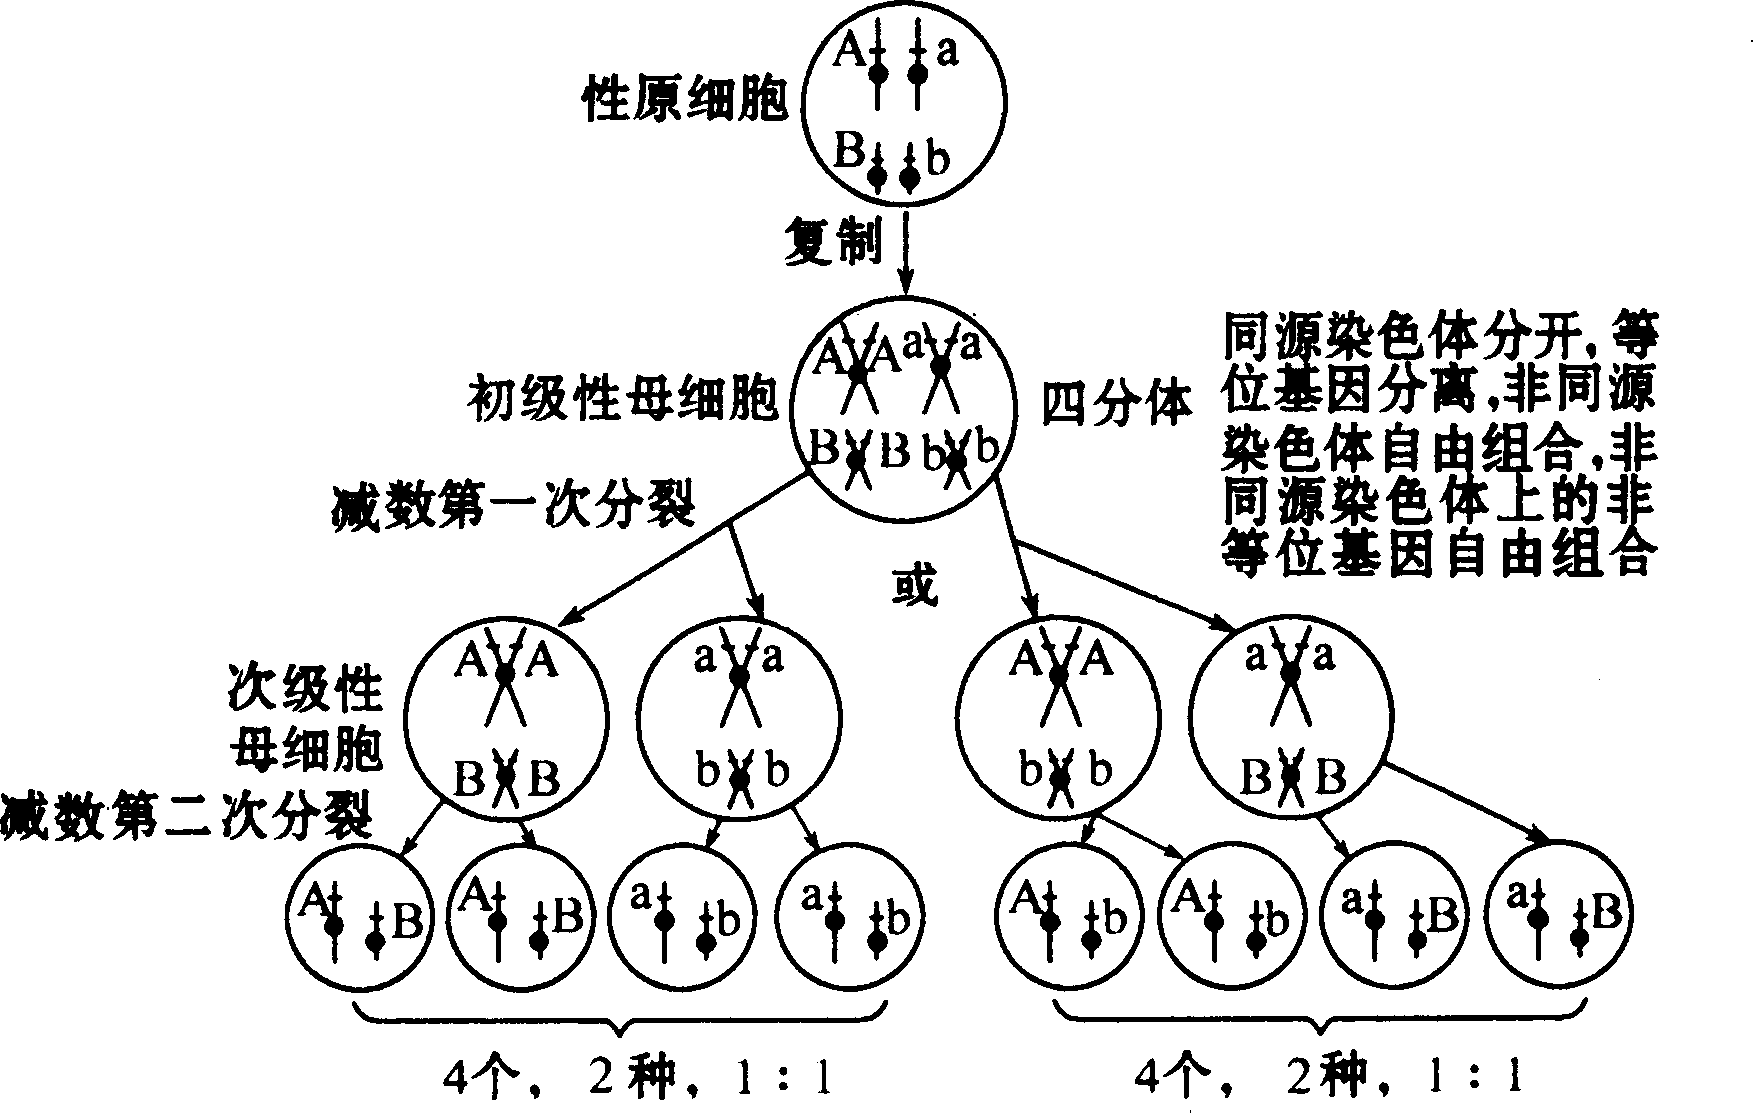 A a
性原细胞
B b
复制
A A a a
初级性母细胞
四分体
B B b b
同源染色体分开,等
位基因分离,非同源
染色体自由组合,非
同源染色体上的非
等位基因自由组合
减数第一次分裂
或
A A a a A A a a
次级性
母细胞
B B b b b b B B
减数第二次分裂
A B A B a b a b A b A b a B a B
4个, 2种, 1:1 4个, 2种, 1:1